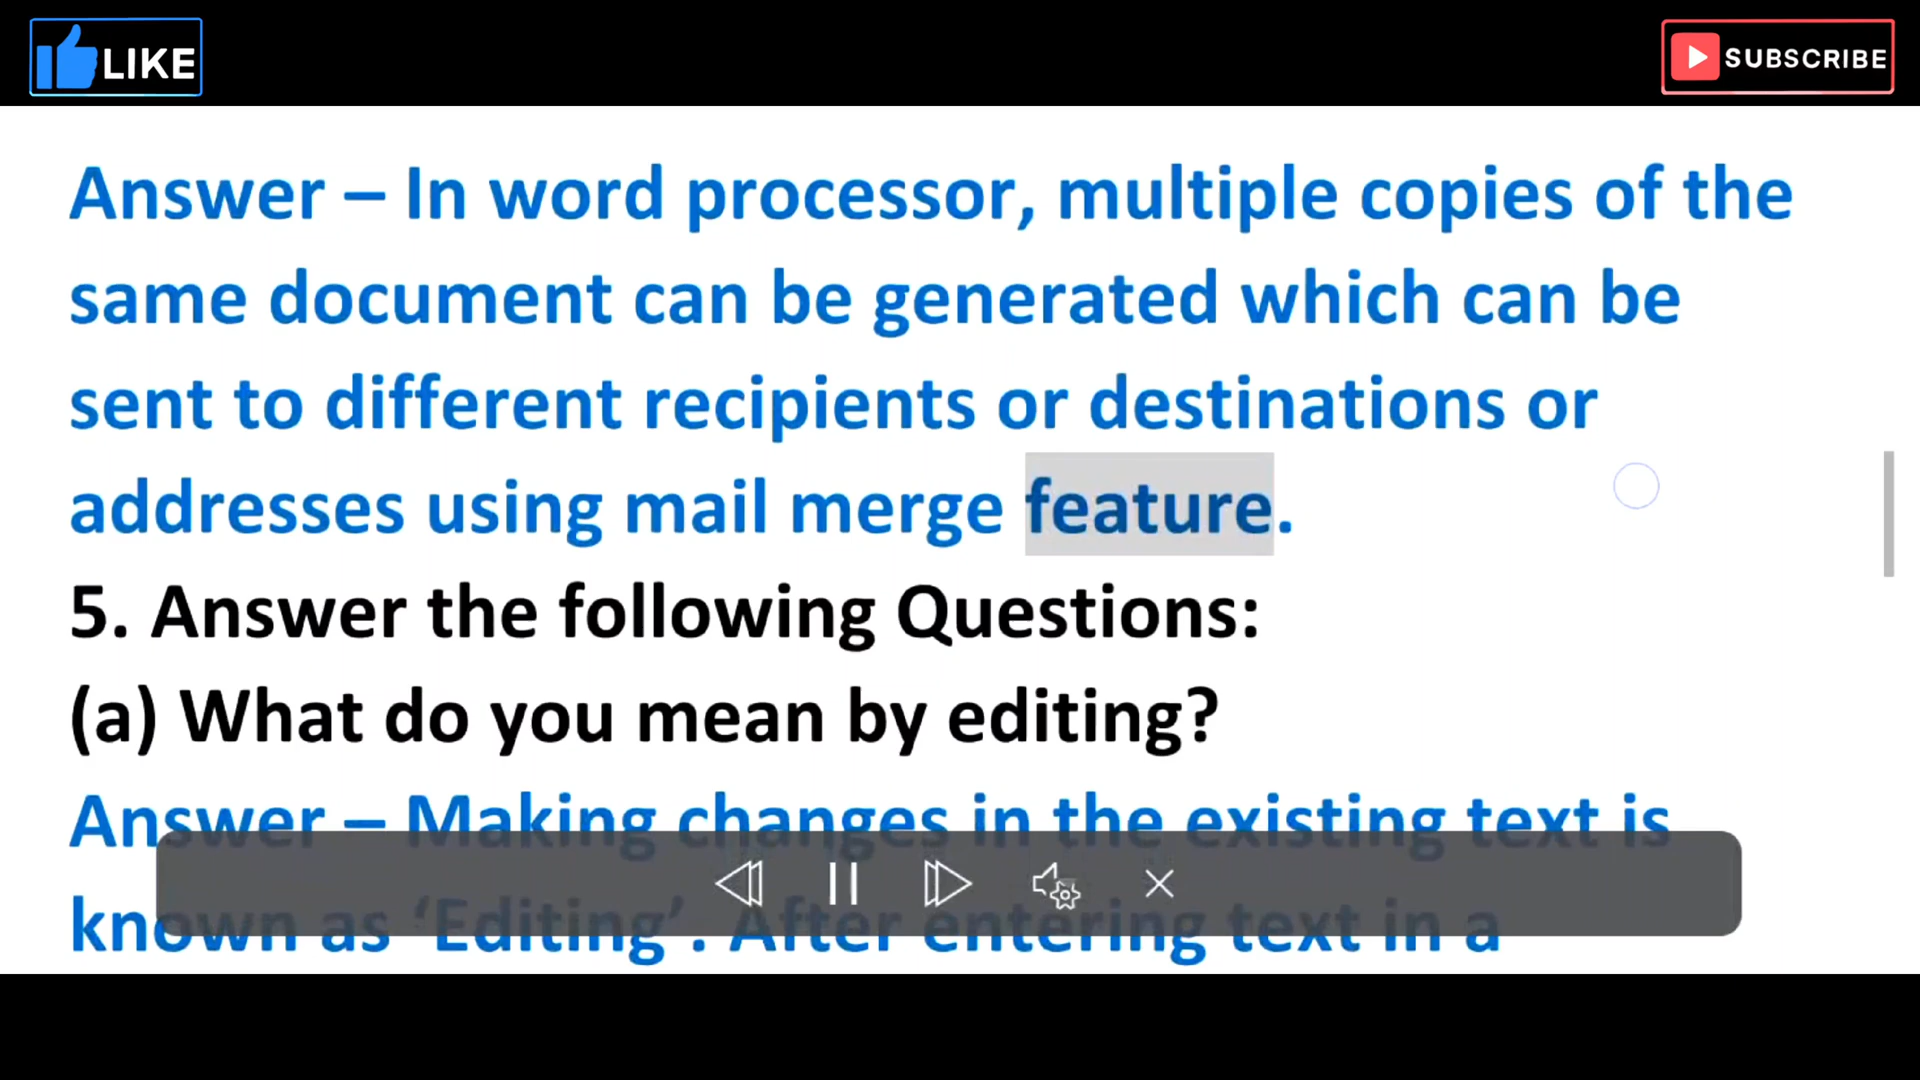 LIKE
SUBSCRIBE
Answer – In word processor, multiple copies of the
same document can be generated which can be
sent to different recipients or destinations or
addresses using mail merge feature.
5. Answer the following Questions:
(a) What do you mean by editing?
Answer – Making changes in the existing text is
known as ‘Editing’. After entering text in a